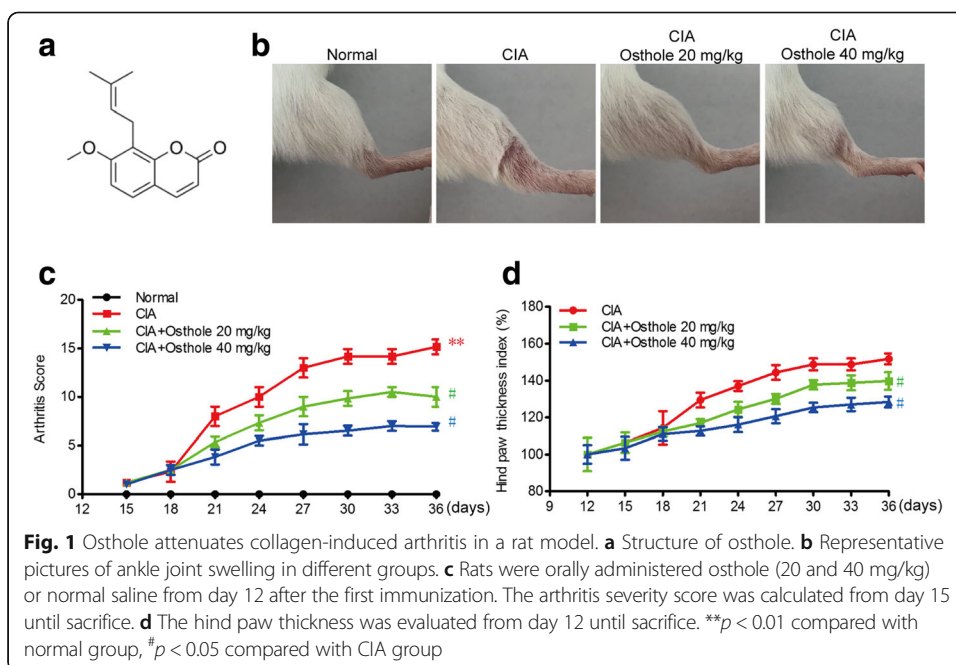 a
O
O
O
b
Normal
CIA
CIA
Osthole 20 mg/kg
CIA
Osthole 40 mg/kg
c
Normal
CIA
CIA+Osthole 20 mg/kg
CIA+Osthole 40 mg/kg
Arthritis Score
20
15
10
5
0
**
#
#
12 15 18 21 24 27 30 33 36 (days)
d
CIA
CIA+Osthole 20 mg/kg
CIA+Osthole 40 mg/kg
Hind paw thickness index (%)
180
160
140
120
100
80
#
#
9 12 15 18 21 24 27 30 33 36 (days)
Fig. 1 Osthole attenuates collagen-induced arthritis in a rat model. a Structure of osthole. b Representative
pictures of ankle joint swelling in different groups. c Rats were orally administered osthole (20 and 40 mg/kg)
or normal saline from day 12 after the first immunization. The arthritis severity score was calculated from day 15
until sacrifice. d The hind paw thickness was evaluated from day 12 until sacrifice. **p < 0.01 compared with
normal group, #p < 0.05 compared with CIA group